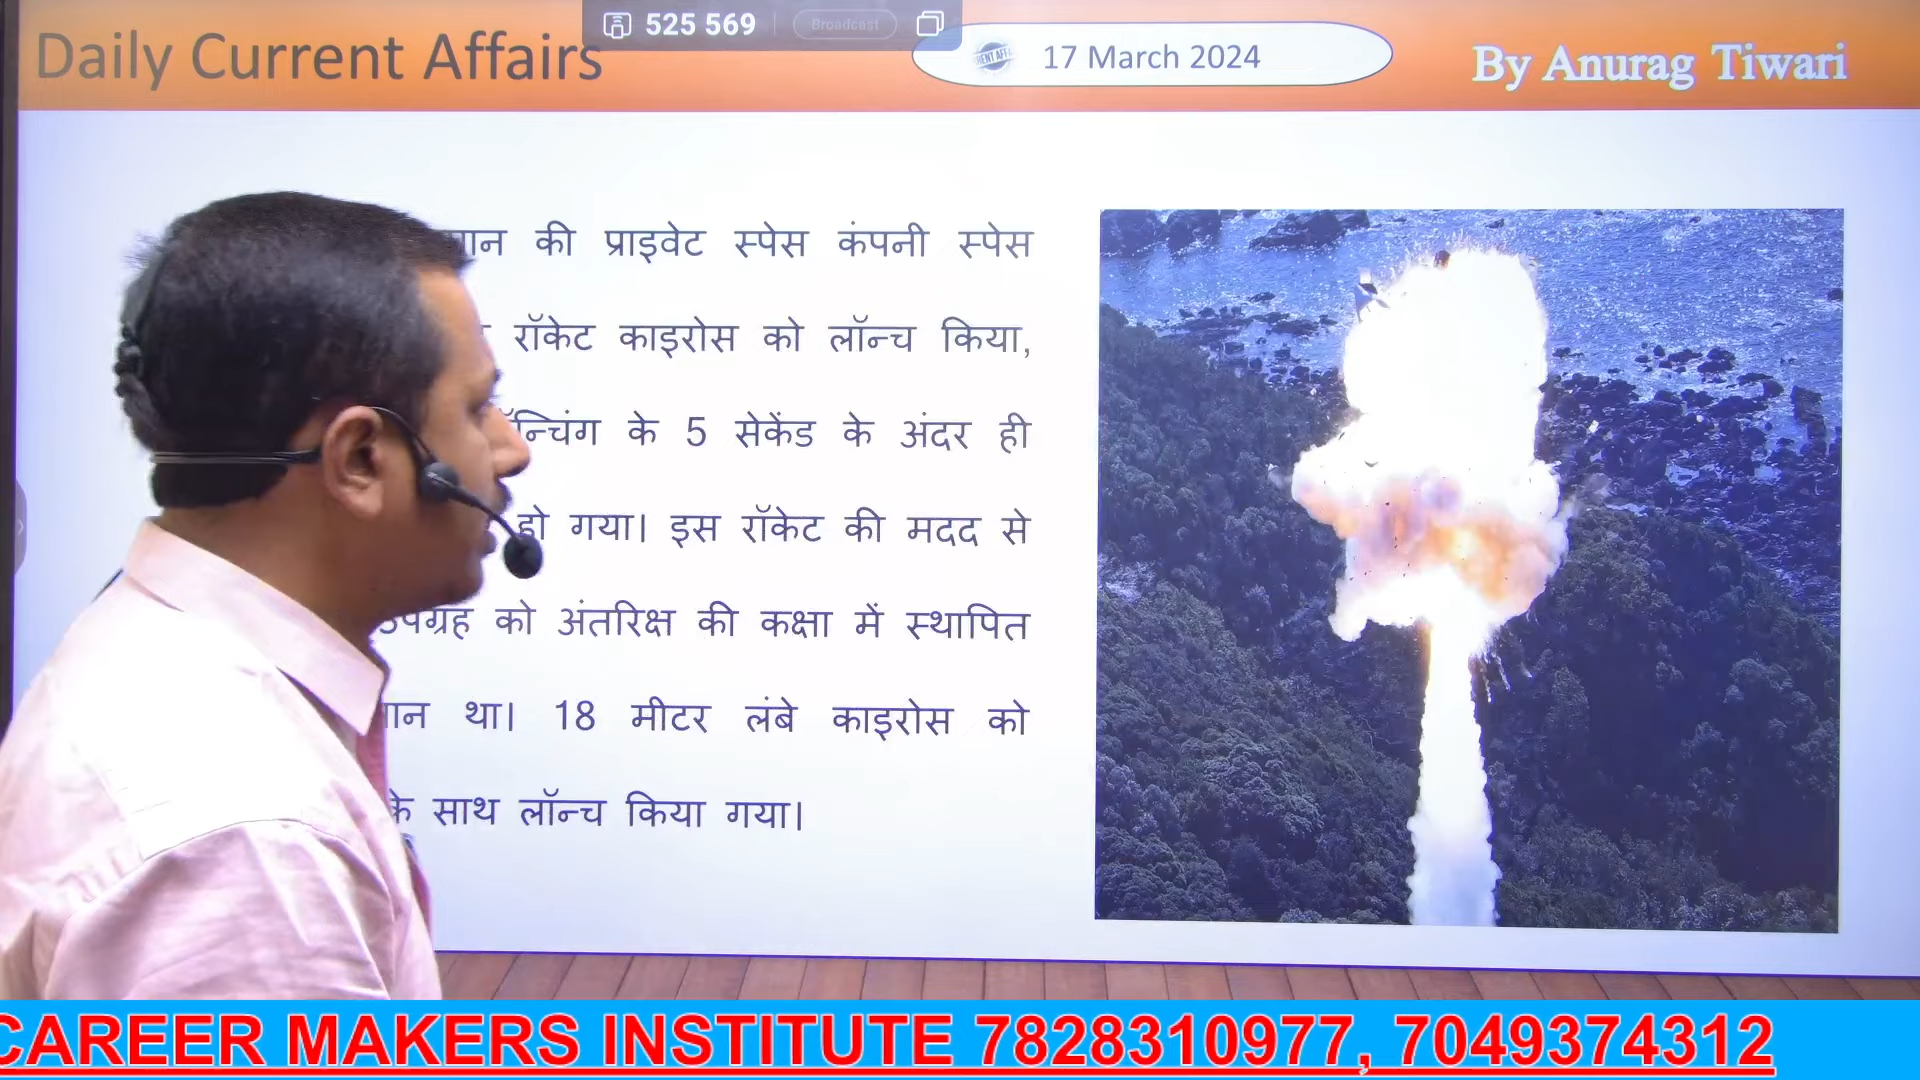 525 569
Broadcast
Daily Current Affairs
17 March 2024
By Anurag Tiwari
की प्राइवेट स्पेस कंपनी स्पेस
रॉकेट काइरोस को लॉन्च किया,
के 5 सेकेंड के अंदर ही
हो गया। इस रॉकेट की मदद से
को अंतरिक्ष की कक्षा में स्थापित
था। 18 मीटर लंबे काइरोस को
के साथ लॉन्च किया गया।
CAREER MAKERS INSTITUTE 7828310977, 7049374312